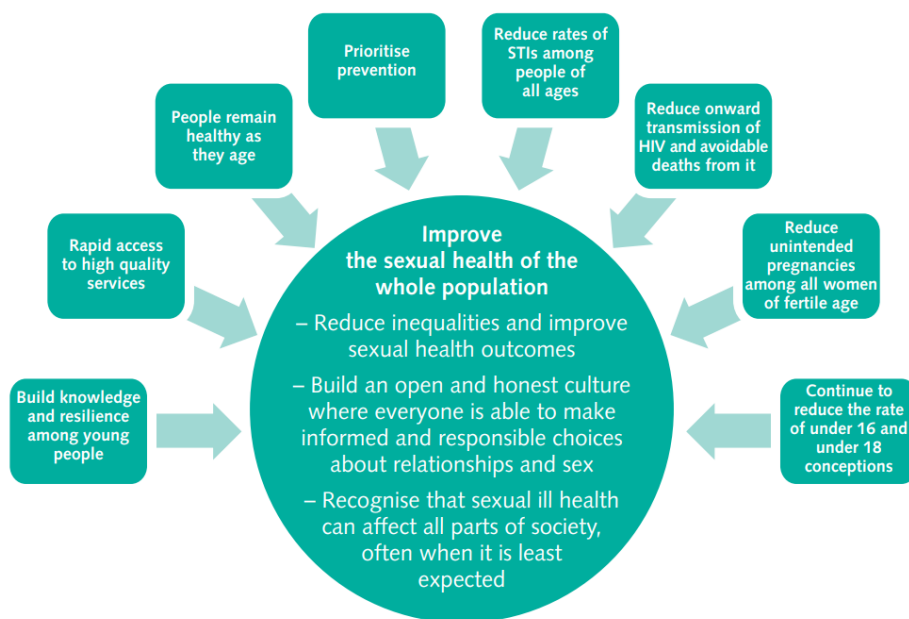 Build knowledge
and resilience
among young
people
Rapid access
to high quality
services
People remain
healthy as
they age
Prioritise
prevention
Reduce rates of
STIs among
people of
all ages
Reduce onward
transmission of
HIV and avoidable
deaths from it
Reduce
unintended
pregnancies
among all women
of fertile age
Continue to
reduce the rate
of under 16 and
under 18
conceptions
Improve
the sexual health of the
whole population
– Reduce inequalities and improve
sexual health outcomes
– Build an open and honest culture
where everyone is able to make
informed and responsible choices
about relationships and sex
– Recognise that sexual ill health
can affect all parts of society,
often when it is least
expected